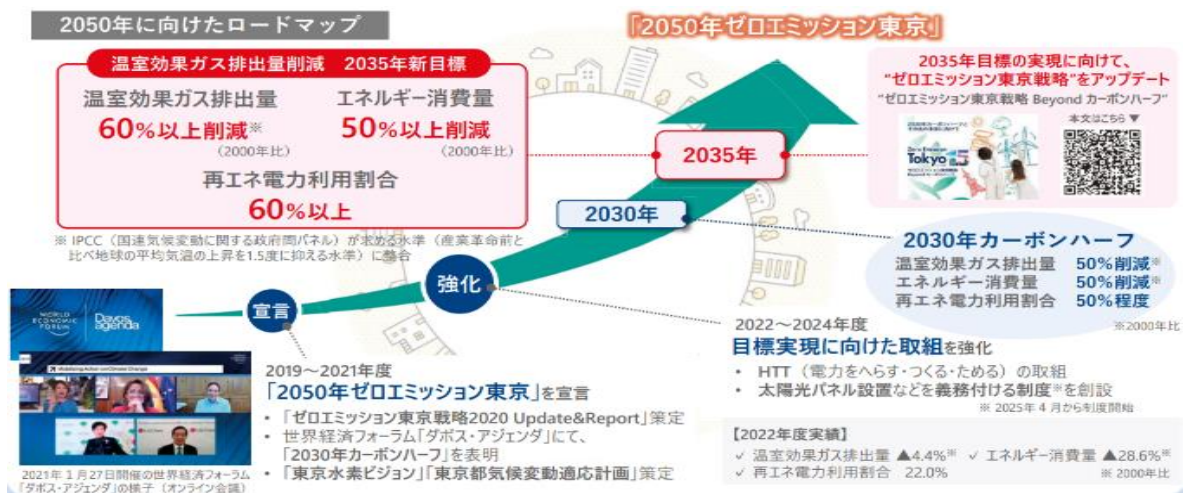 2050年に向けたロードマップ
「2050年ゼロエミッション東京」
温室効果ガス排出量削減 2035年新目標
温室効果ガス排出量
60%以上削減※
(2000年比)
エネルギー消費量
50%以上削減
(2000年比)
再エネ電力利用割合
60%以上
※ IPCC（国連気候変動に関する政府間パネル）が求める水準（産業革命前と
比べ地球の平均気温の上昇を1.5度に抑える水準）に整合
2035年
2030年
強化
宣言
2035年目標の実現に向けて、
“ゼロエミッション東京戦略”をアップデート
“ゼロエミッション東京戦略 Beyond カーボンハーフ”
本文はこちら ▼
Zero Emission
Tokyo
2030年カーボンハーフ
温室効果ガス排出量 50%削減※
エネルギー消費量 50%削減※
再エネ電力利用割合 50%程度
※2000年比
WORLD
ECONOMIC
FORUM
Davos
agenda
Mobilizing Action on Climate Change
2021年1月27日開催の世界経済フォーラム
「ダボス・アジェンダ」の様子（オンライン会議）
2019～2021年度
「2050年ゼロエミッション東京」を宣言
• 「ゼロエミッション東京戦略2020 Update&Report」策定
• 世界経済フォーラム「ダボス・アジェンダ」にて、
「2030年カーボンハーフ」を表明
• 「東京水素ビジョン」「東京都気候変動適応計画」策定
2022～2024年度
目標実現に向けた取組を強化
• HTT（電力をへらす・つくる・ためる）の取組
• 太陽光パネル設置などを義務付ける制度※を創設
※ 2025年4月から制度開始
【2022年度実績】
✓ 温室効果ガス排出量 ▲4.4%※ ✓ エネルギー消費量 ▲28.6%※
✓ 再エネ電力利用割合 22.0%
※ 2000年比